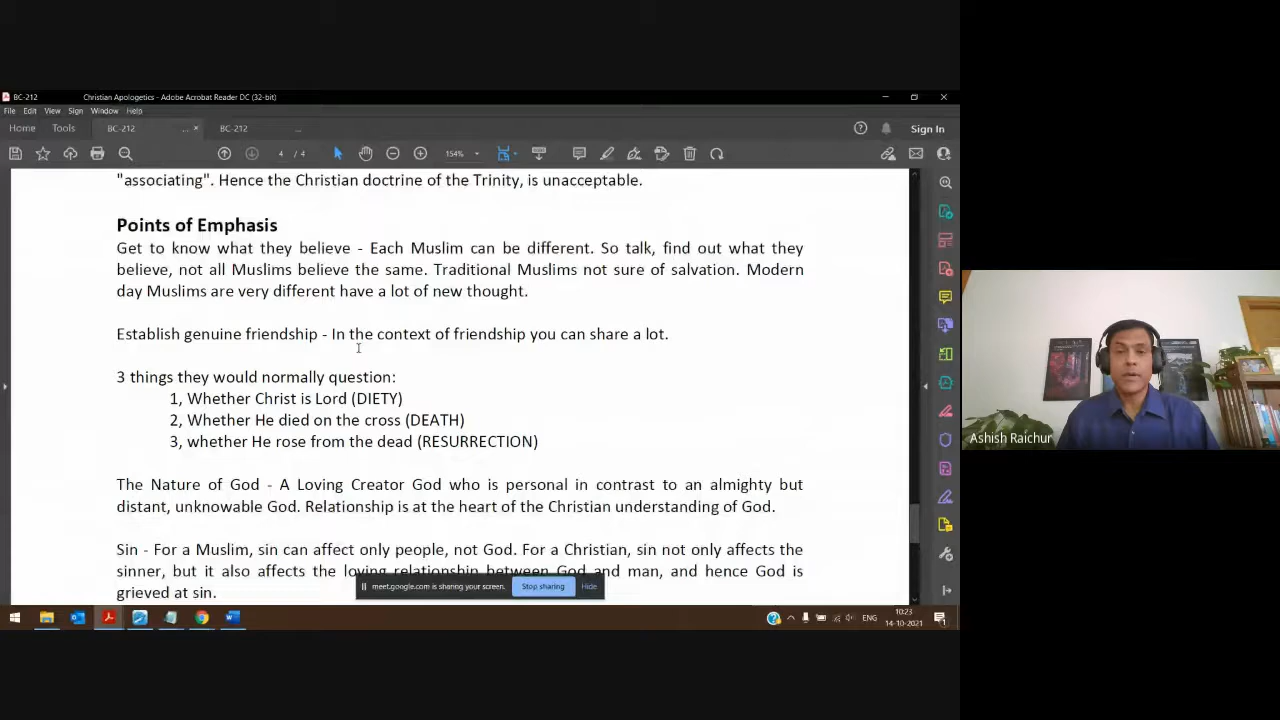 BC-212 Christian Apologetics - Adobe Acrobat Reader DC (32-bit)
File Edit View Sign Window Help
Home Tools BC-212 ... × BC-212 ... Sign In
4 / 4 154%
"associating". Hence the Christian doctrine of the Trinity, is unacceptable.
Points of Emphasis
Get to know what they believe - Each Muslim can be different. So talk, find out what they
believe, not all Muslims believe the same. Traditional Muslims not sure of salvation. Modern
day Muslims are very different have a lot of new thought.
Establish genuine friendship - In the context of friendship you can share a lot.
3 things they would normally question:
1, Whether Christ is Lord (DIETY)
2, Whether He died on the cross (DEATH)
3, whether He rose from the dead (RESURRECTION)
The Nature of God - A Loving Creator God who is personal in contrast to an almighty but
distant, unknowable God. Relationship is at the heart of the Christian understanding of God.
Sin - For a Muslim, sin can affect only people, not God. For a Christian, sin not only affects the
sinner, but it also affects the loving relationship between God and man, and hence God is
grieved at sin.
meet.google.com is sharing your screen. Stop sharing Hide
ENG 10:23
14-10-2021
Ashish Raichur